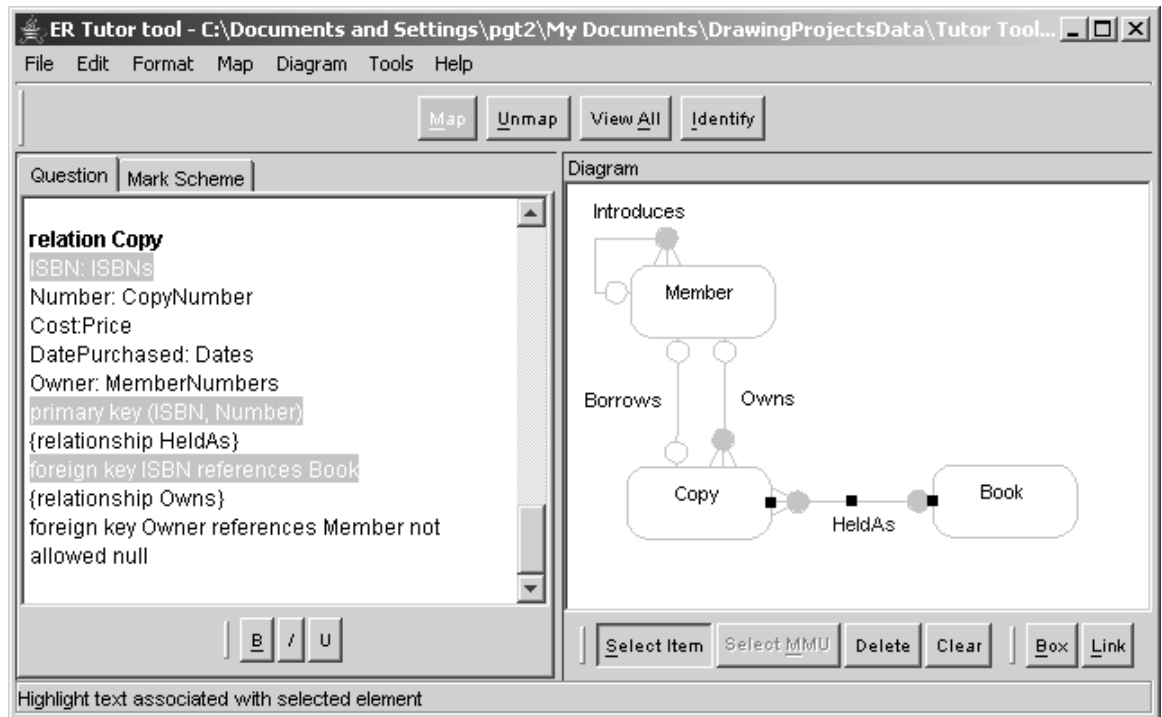 ER Tutor tool - C:\Documents and Settings\pgt2\My Documents\DrawingProjectsData\Tutor Tool...
File Edit Format Map Diagram Tools Help
Map Unmap View All Identify
Question Mark Scheme
relation Copy
ISBN: ISBNs
Number: CopyNumber
Cost:Price
DatePurchased: Dates
Owner: MemberNumbers
primary key (ISBN, Number)
{relationship HeldAs}
foreign key ISBN references Book
{relationship Owns}
foreign key Owner references Member not
allowed null
B / U
Diagram
Introduces
Member
Borrows Owns
Copy Book
HeldAs
Select Item Select MMU Delete Clear Box Link
Highlight text associated with selected element